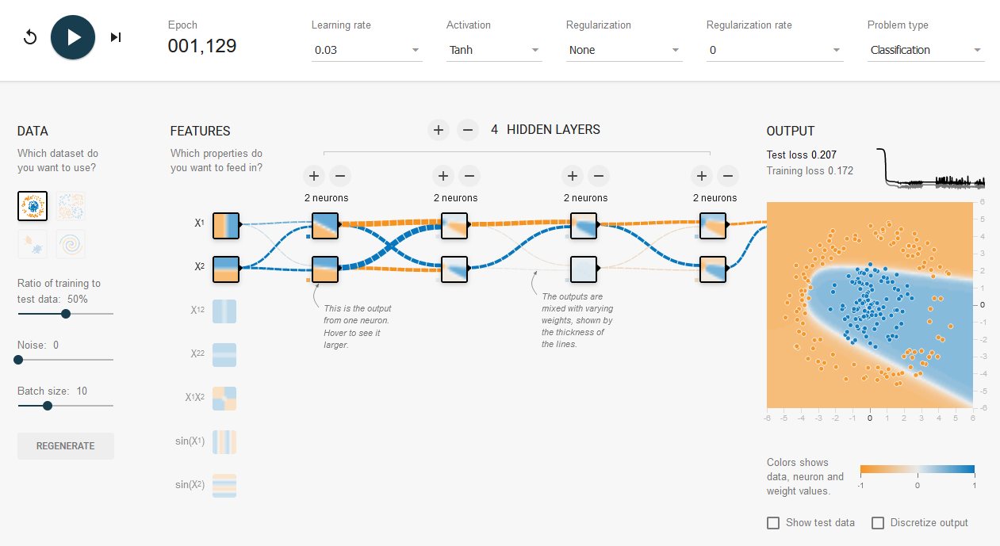 Epoch
001,129
Learning rate
0.03
Activation
Tanh
Regularization
None
Regularization rate
0
Problem type
Classification
DATA
Which dataset do
you want to use?
Ratio of training to
test data: 50%
Noise: 0
Batch size: 10
REGENERATE
FEATURES
Which properties do
you want to feed in?
X1
X2
X12
X22
X1X2
sin(X1)
sin(X2)
+ − 4 HIDDEN LAYERS
+ − + − + − + −
2 neurons 2 neurons 2 neurons 2 neurons
This is the output
from one neuron.
Hover to see it
larger.
The outputs are
mixed with varying
weights, shown by
the thickness of
the lines.
OUTPUT
Test loss 0.207
Training loss 0.172
6
5
4
3
2
1
0
-1
-2
-3
-4
-5
-6
-6 -5 -4 -3 -2 -1 0 1 2 3 4 5 6
Colors shows
data, neuron and
weight values.
-1 0 1
Show test data
Discretize output